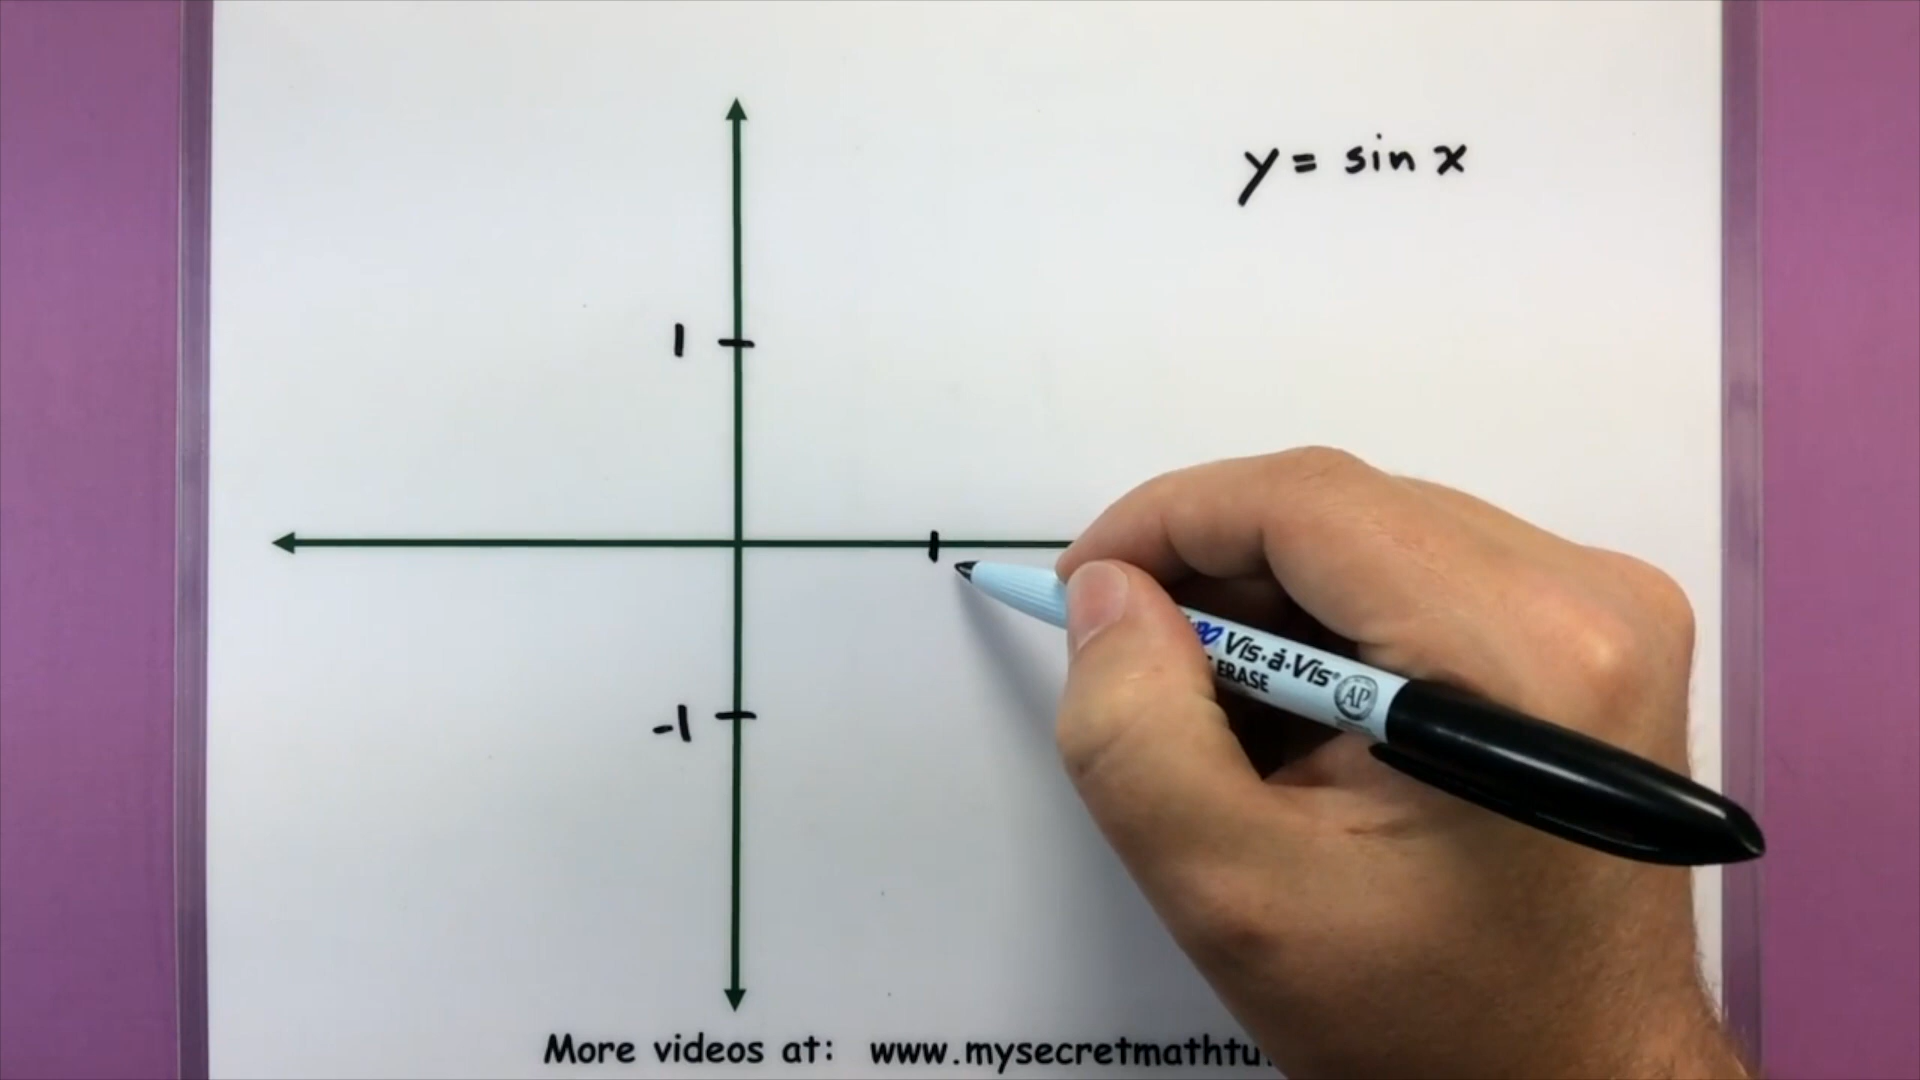 y = sin x
1
-1
Vis·à·Vis®
ERASE
AP
More videos at: www.mysecretmathtu